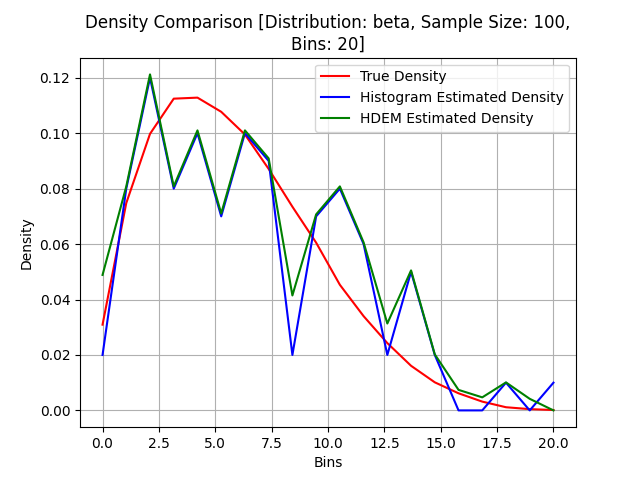 Density Comparison [Distribution: beta, Sample Size: 100,
Bins: 20]
True Density
Histogram Estimated Density
HDEM Estimated Density
Density
0.12
0.10
0.08
0.06
0.04
0.02
0.00
0.0 2.5 5.0 7.5 10.0 12.5 15.0 17.5 20.0
Bins